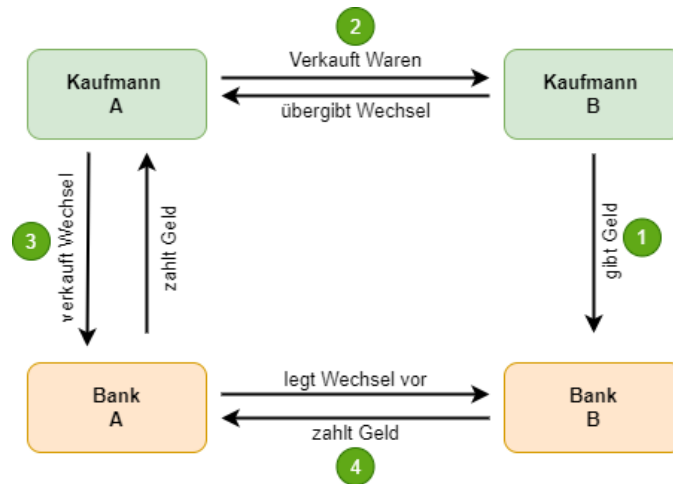 2
Verkauft Waren
Kaufmann
A
Kaufmann
B
übergibt Wechsel
3
verkauft Wechsel
zahlt Geld
gibt Geld
1
Bank
A
legt Wechsel vor
Bank
B
zahlt Geld
4